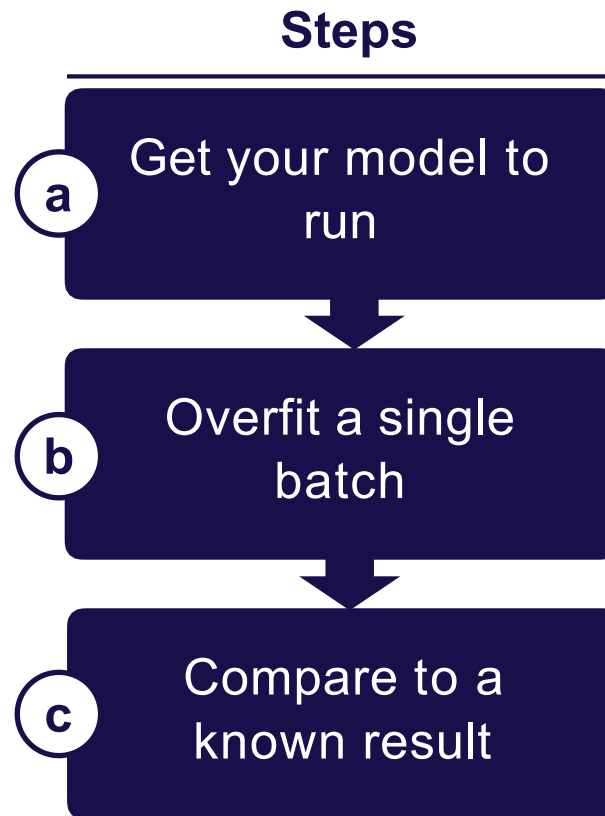 Steps
a
Get your model to
run
b
Overfit a single
batch
c
Compare to a
known result